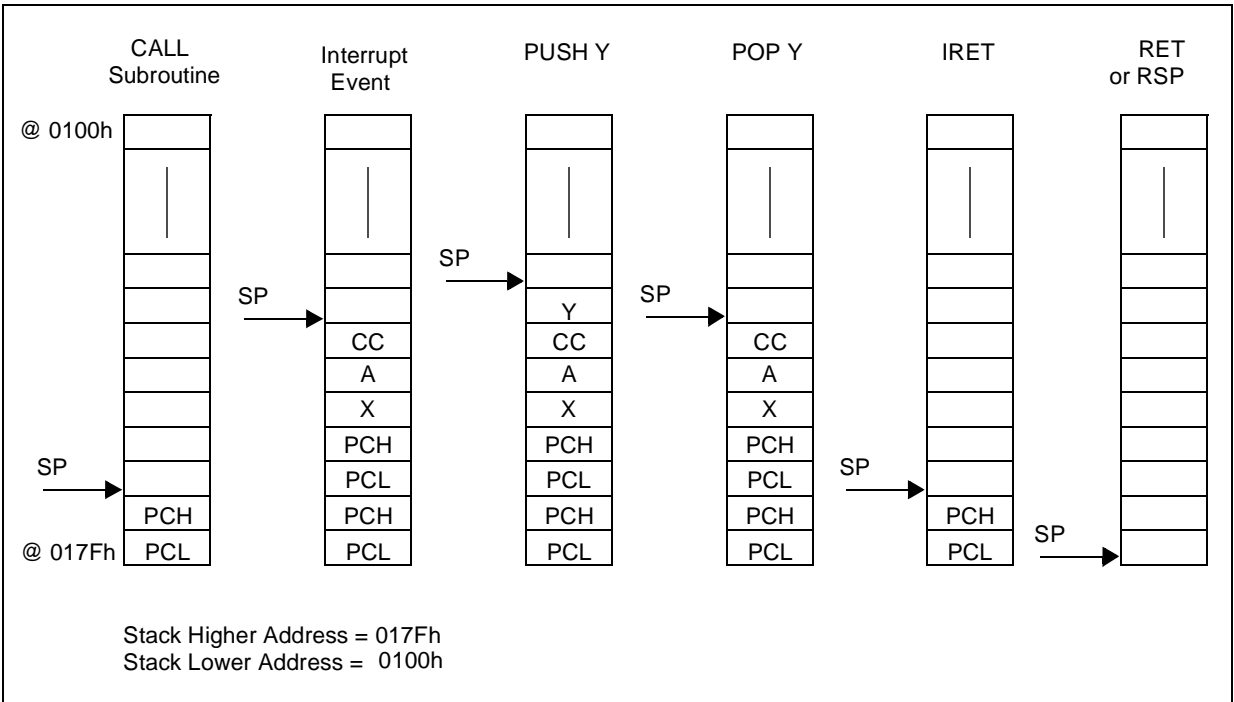 CALL
Subroutine
Interrupt
Event
PUSH Y
POP Y
IRET
RET
or RSP
@ 0100h
SP
SP
Y
SP
CC
CC
CC
A
A
A
X
X
X
PCH
PCH
PCH
SP
PCL
PCL
PCL
SP
PCH
PCH
PCH
PCH
PCH
@ 017Fh
PCL
PCL
PCL
PCL
PCL
SP
Stack Higher Address = 017Fh
Stack Lower Address = 0100h